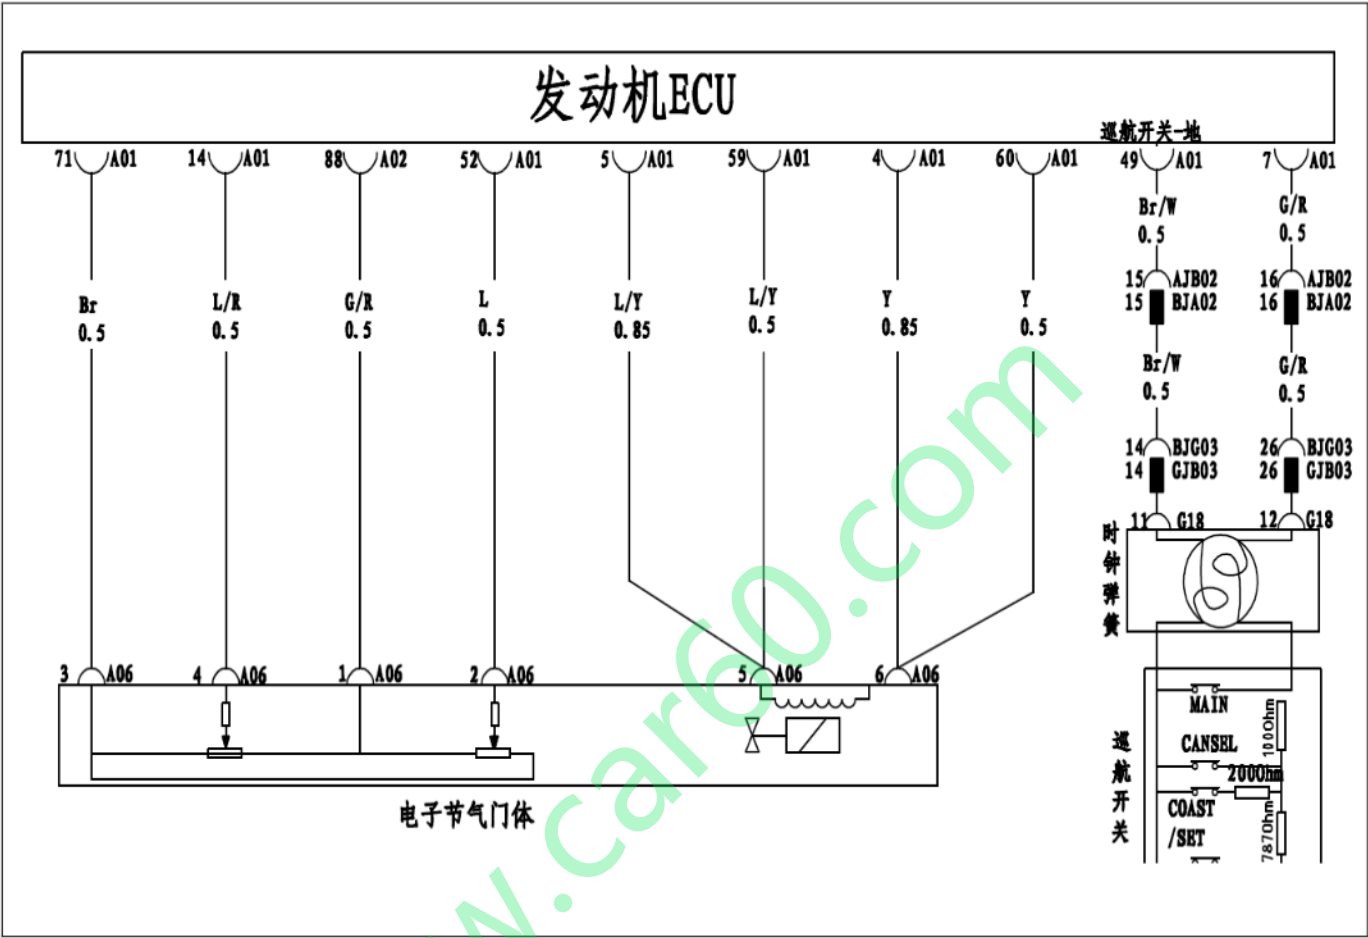 发动机ECU
巡航开关-地
71 A01 14 A01 88 A02 52 A01 5 A01 59 A01 4 A01 60 A01 49 A01 7 A01
Br/W G/R
0.5 0.5
15 AJB02 16 AJB02
15 BJA02 16 BJA02
Br L/R G/R L L/Y L/Y Y Y
0.5 0.5 0.5 0.5 0.85 0.5 0.85 0.5
Br/W G/R
0.5 0.5
14 BJG03 26 BJG03
14 GJB03 26 GJB03
11 G18 12 G18
时钟弹簧
3 A06 4 A06 1 A06 2 A06 5 A06 6 A06
MAIN
100Ohm
CANSEL
200Ohm
COAST
/SET
787Ohm
巡航开关
电子节气门体
w.car60.com